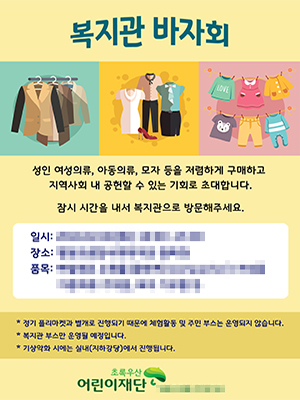 복지관 바자회
LOVE
성인 여성의류, 아동의류, 모자 등을 저렴하게 구매하고
지역사회 내 공헌할 수 있는 기회로 초대합니다.
잠시 시간을 내서 복지관으로 방문해주세요.
일시:
장소:
품목:
* 정기 플리마켓과 별개로 진행되기 때문에 체험활동 및 주민 부스는 운영되지 않습니다.
* 복지관 부스만 운영될 예정입니다.
* 기상악화 시에는 실내(지하강당)에서 진행됩니다.
초록우산
어린이재단